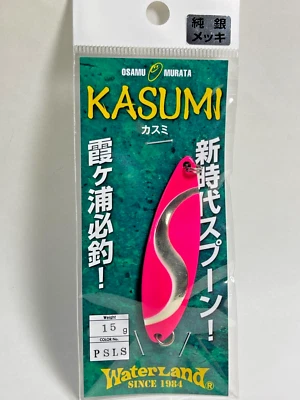 純銀
メッキ
OSAMU MURATA
KASUMI
カスミ
新時代スプーン！
霞ヶ浦必釣！
Weight
15g
COLOR No.
PSLS
WaterLand®
SINCE 1984